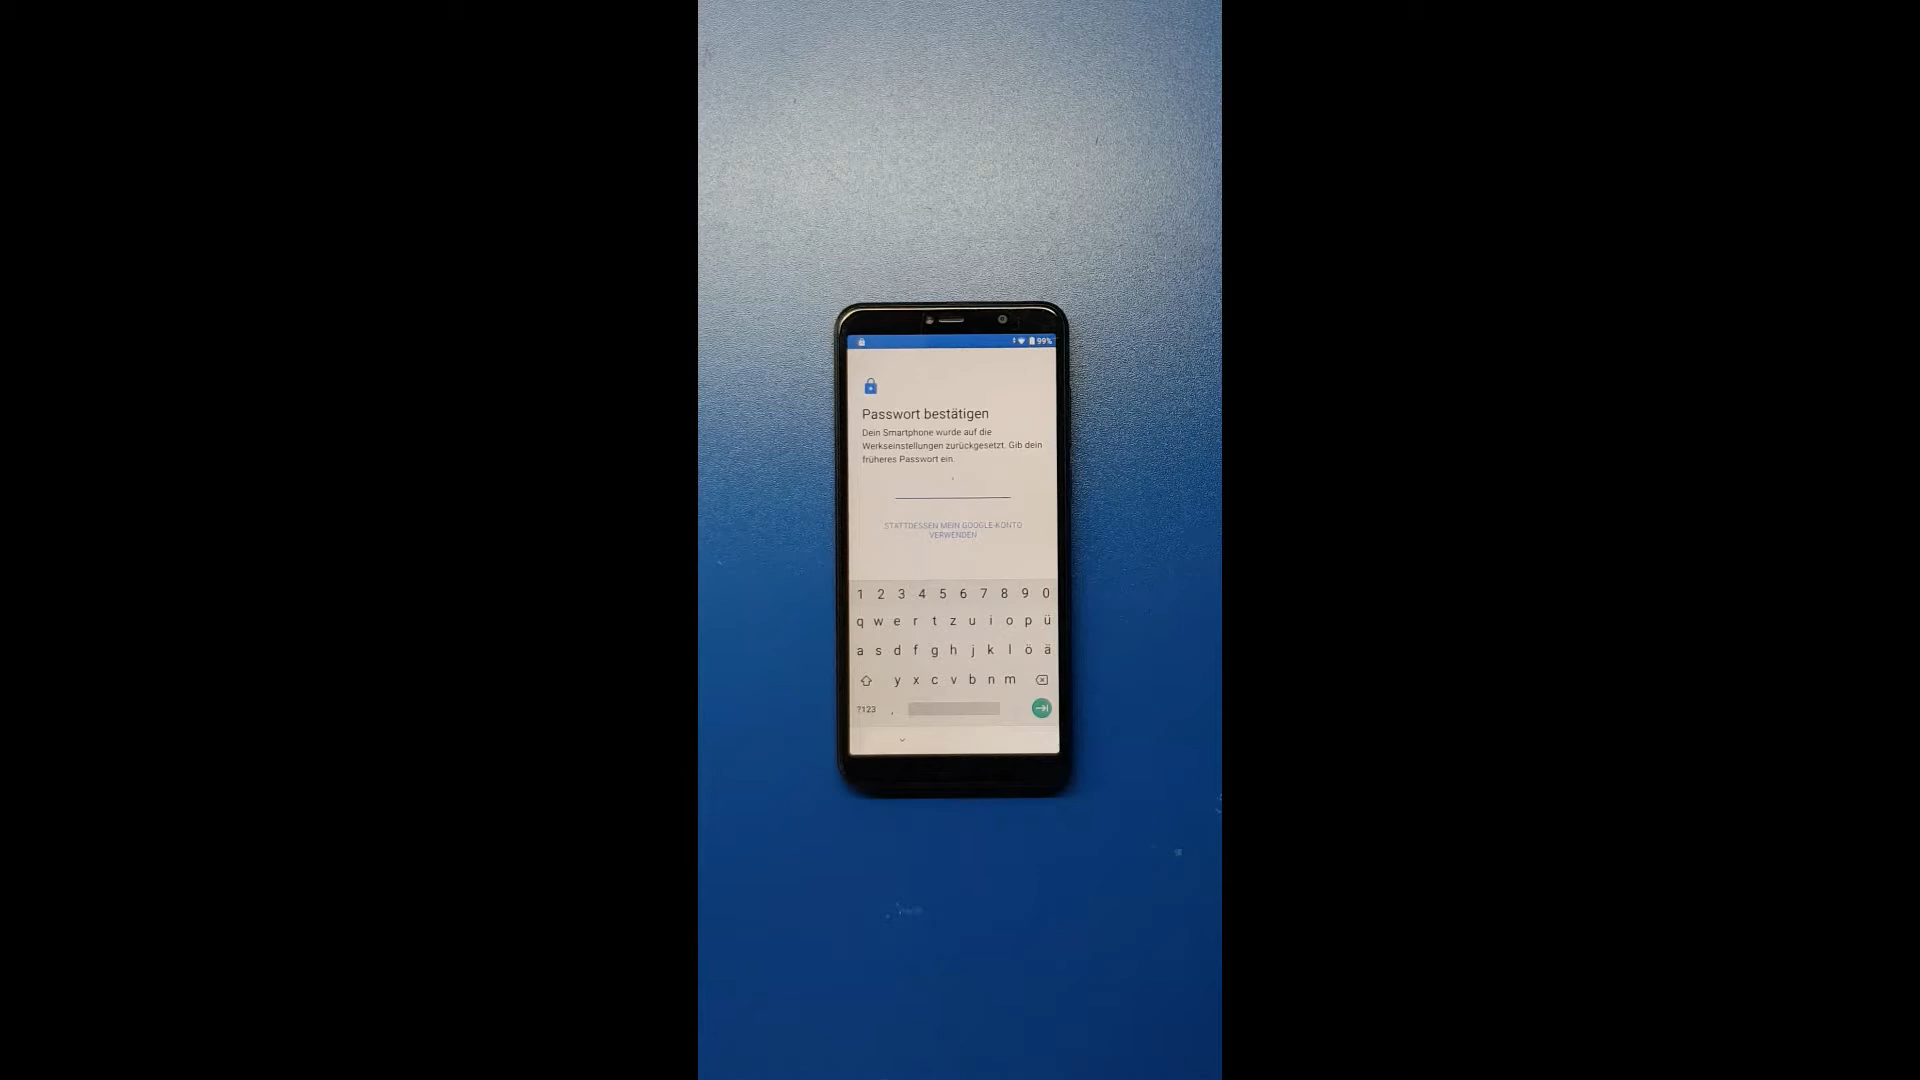 99%
Passwort bestätigen
Dein Smartphone wurde auf die
Werkseinstellungen zurückgesetzt. Gib dein
früheres Passwort ein.
STATTDESSEN MEIN GOOGLE-KONTO
VERWENDEN
1 2 3 4 5 6 7 8 9 0
q w e r t z u i o p ü
a s d f g h j k l ö ä
y x c v b n m
?123 ,